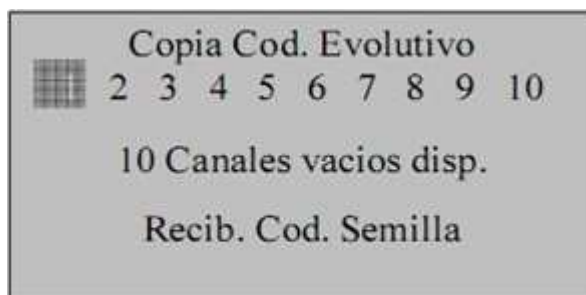 Copia Cod. Evolutivo
1 2 3 4 5 6 7 8 9 10
10 Canales vacios disp.
Recib. Cod. Semilla